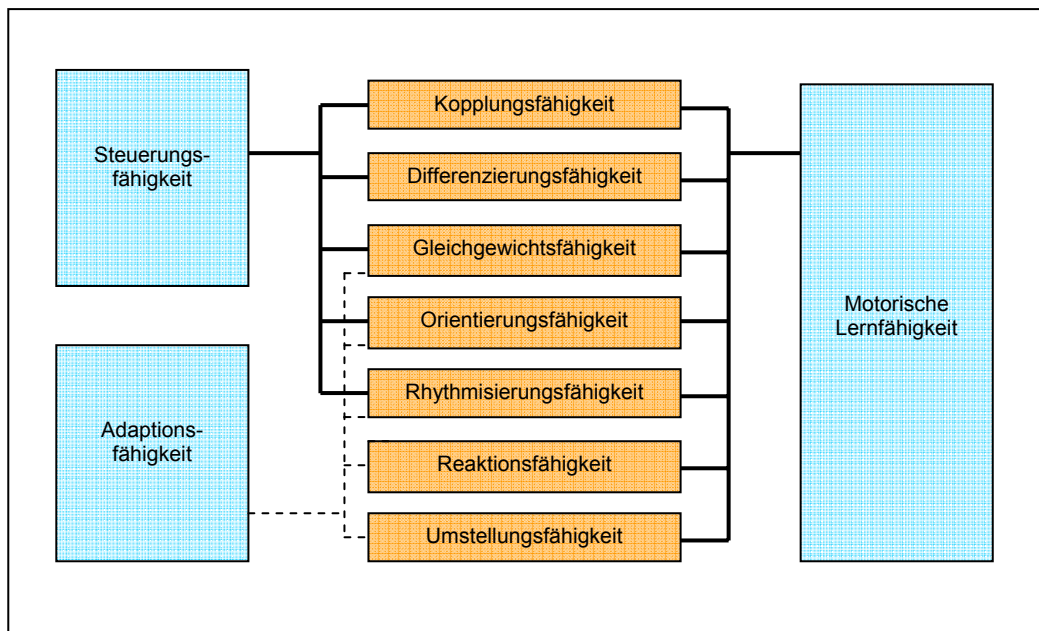 Steuerungs-
fähigkeit
Adaptions-
fähigkeit
Kopplungsfähigkeit
Differenzierungsfähigkeit
Gleichgewichtsfähigkeit
Orientierungsfähigkeit
Rhythmisierungsfähigkeit
Reaktionsfähigkeit
Umstellungsfähigkeit
Motorische
Lernfähigkeit